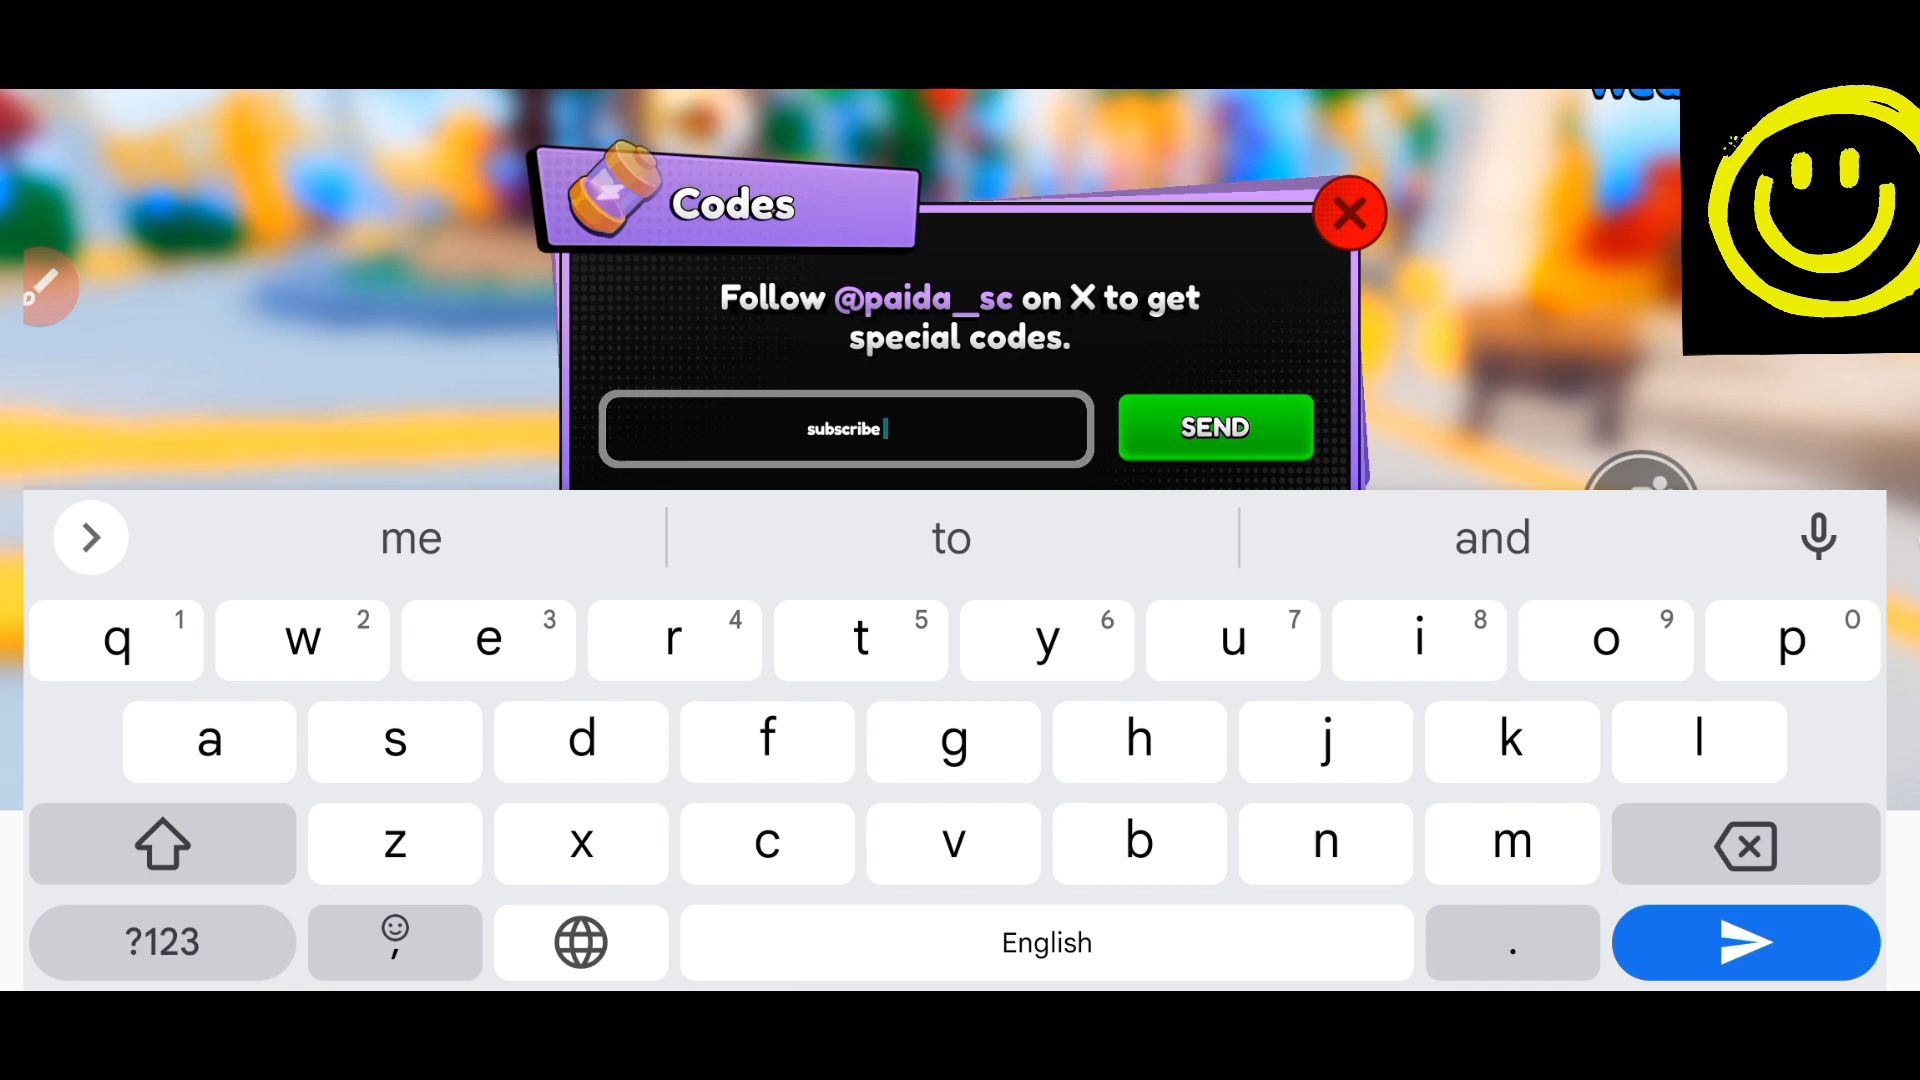 Codes
Follow @paida__sc on X to get
special codes.
subscribe
SEND
me to and
q 1 w 2 e 3 r 4 t 5 y 6 u 7 i 8 o 9 p 0
a s d f g h j k l
z x c v b n m
?123 , English .